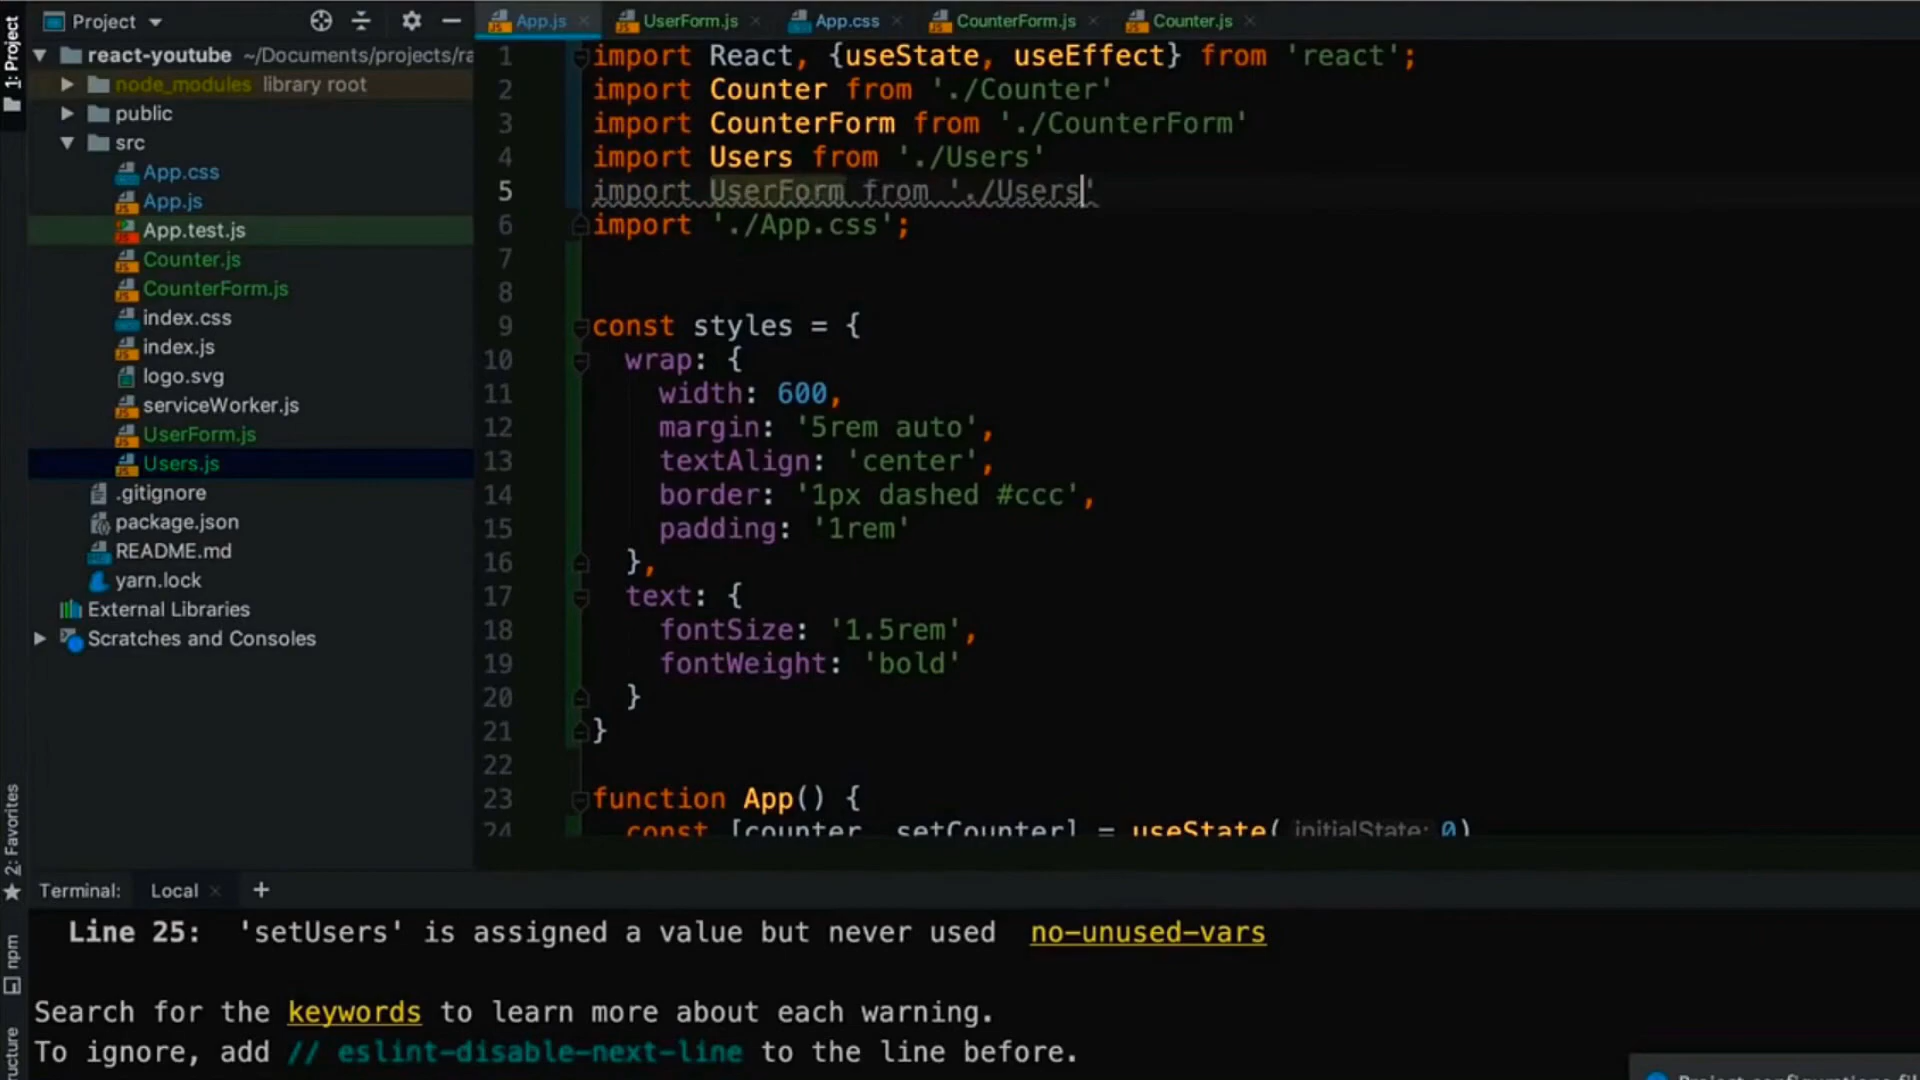 1: Project
Project
react-youtube ~/Documents/projects/ra
node_modules library root
public
src
App.css
App.js
App.test.js
Counter.js
CounterForm.js
index.css
index.js
logo.svg
serviceWorker.js
UserForm.js
Users.js
.gitignore
package.json
README.md
yarn.lock
External Libraries
Scratches and Consoles
2: Favorites
npm
ructure
App.js UserForm.js App.css CounterForm.js Counter.js
1 import React, {useState, useEffect} from 'react';
2 import Counter from './Counter'
3 import CounterForm from './CounterForm'
4 import Users from './Users'
5 import UserForm from './Users'
6 import './App.css';
7
8
9 const styles = {
10 wrap: {
11 width: 600,
12 margin: '5rem auto',
13 textAlign: 'center',
14 border: '1px dashed #ccc',
15 padding: '1rem'
16 },
17 text: {
18 fontSize: '1.5rem',
19 fontWeight: 'bold'
20 }
21 }
22
23 function App() {
24 const [counter, setCounter] = useState( initialState: 0)
Terminal: Local +
Line 25: 'setUsers' is assigned a value but never used no-unused-vars
Search for the keywords to learn more about each warning.
To ignore, add // eslint-disable-next-line to the line before.
Project configurations fil